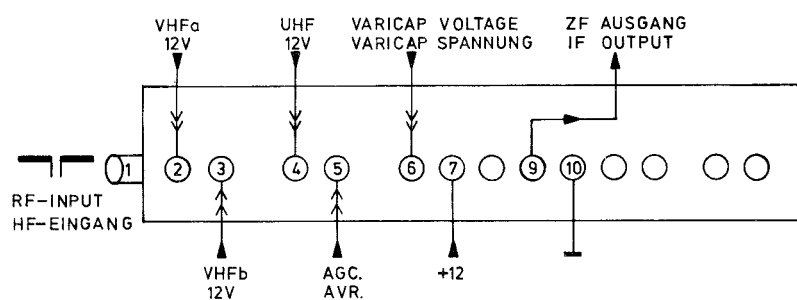 VHFa
12V
UHF
12V
VARICAP VOLTAGE
VARICAP SPANNUNG
ZF AUSGANG
IF OUTPUT
1
2
3
4
5
6
7
9
10
RF-INPUT
HF-EINGANG
VHFb
12V
AGC.
AVR.
+12